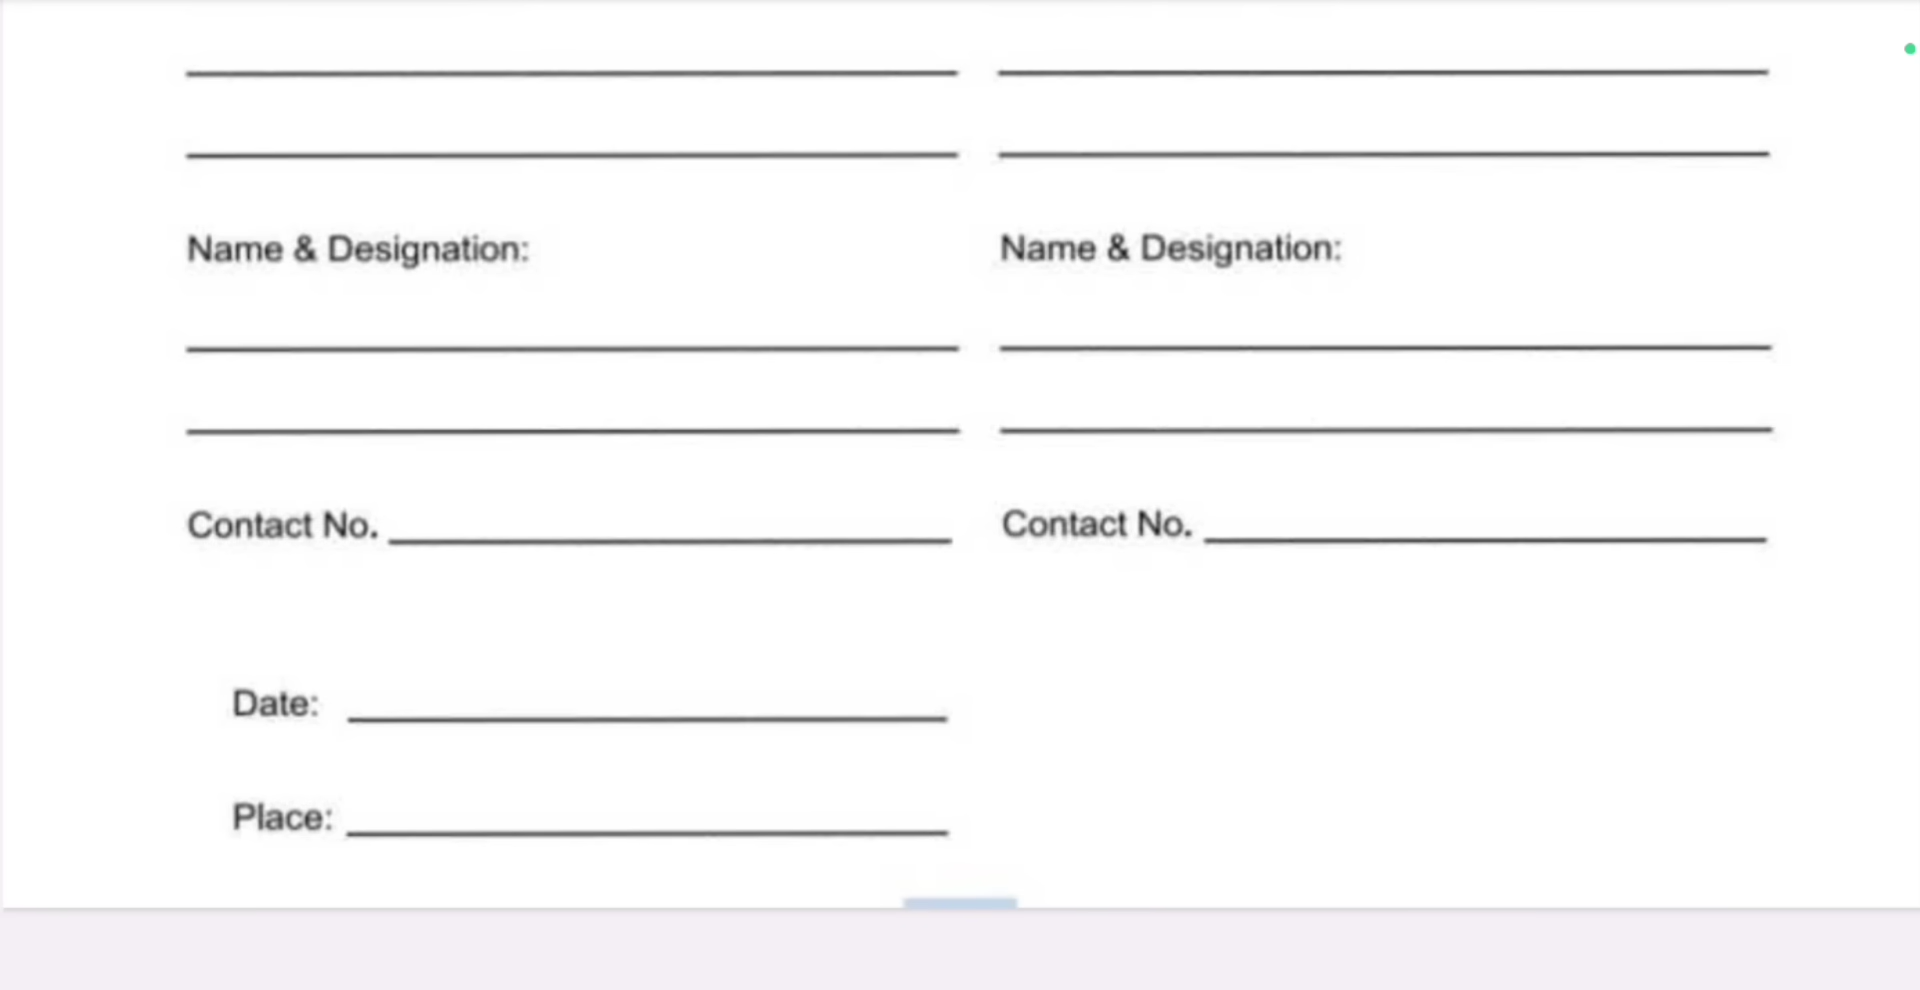 Name & Designation: Name & Designation:
Contact No. Contact No.
Date:
Place: